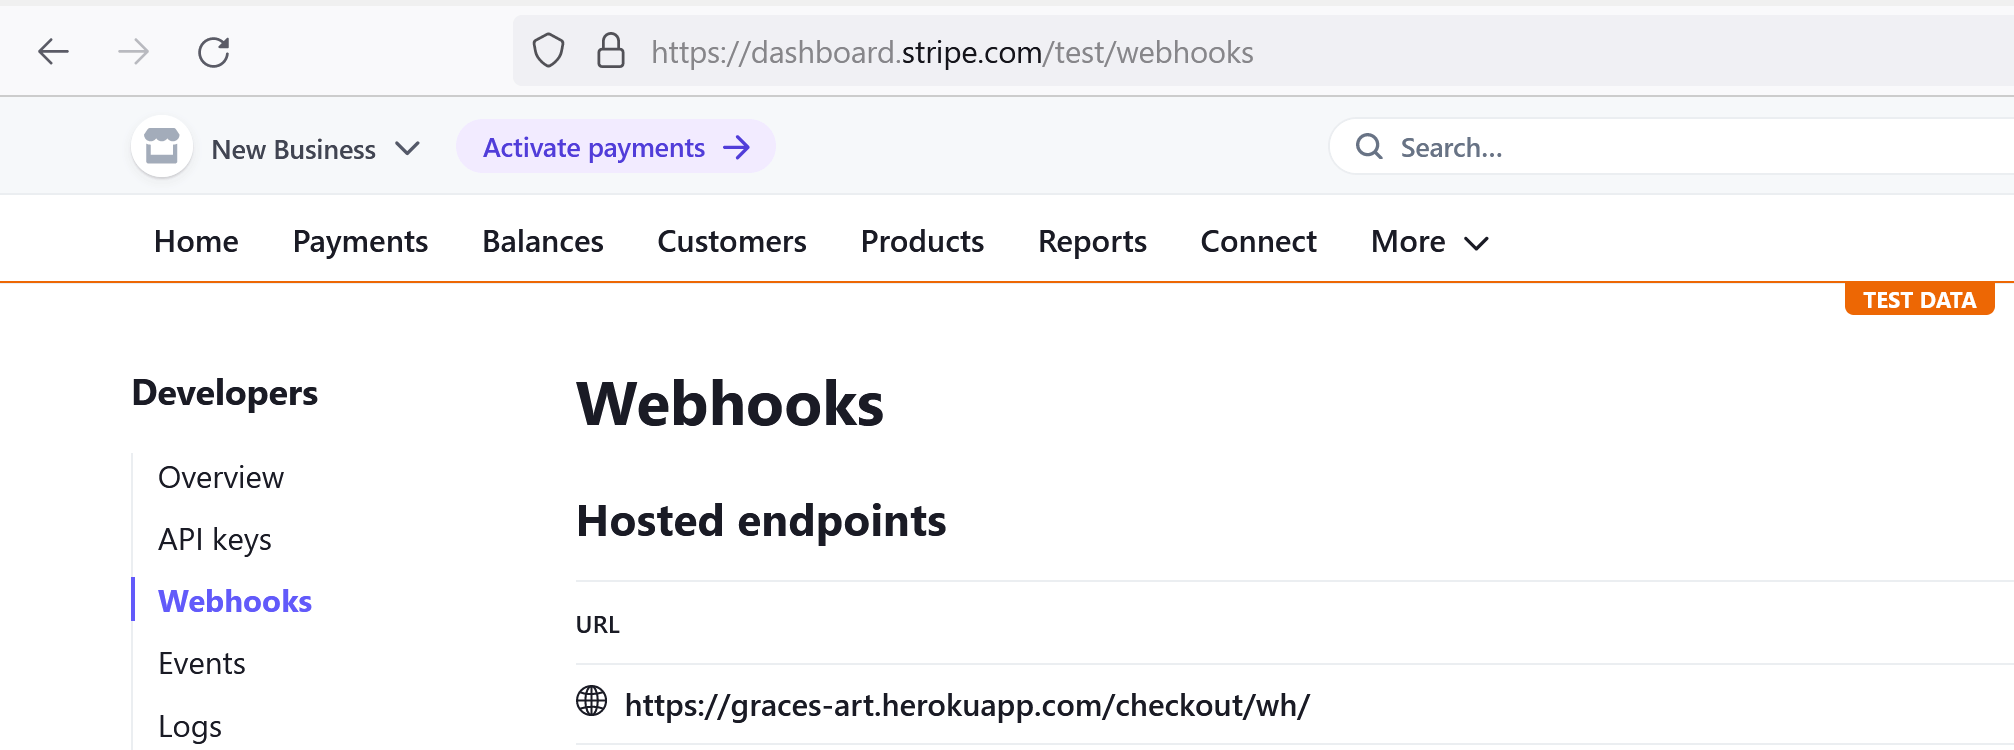 https://dashboard.stripe.com/test/webhooks
New Business
Activate payments
Search...
Home Payments Balances Customers Products Reports Connect More
TEST DATA
Developers
Overview
API keys
Webhooks
Events
Logs
Webhooks
Hosted endpoints
URL
https://graces-art.herokuapp.com/checkout/wh/